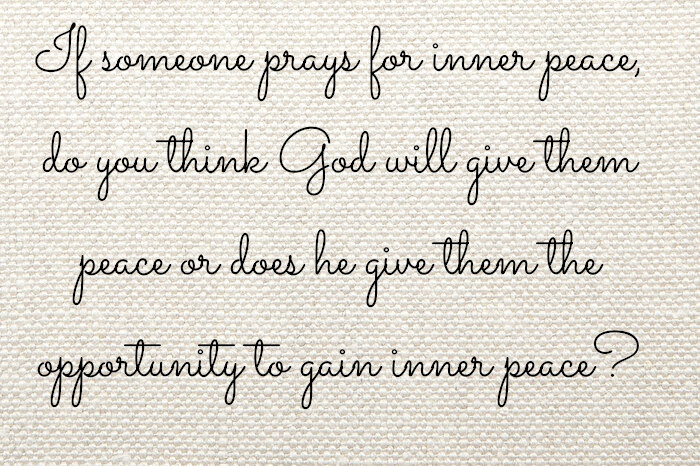 If someone prays for inner peace,
do you think God will give them
peace or does he give them the
opportunity to gain inner peace?